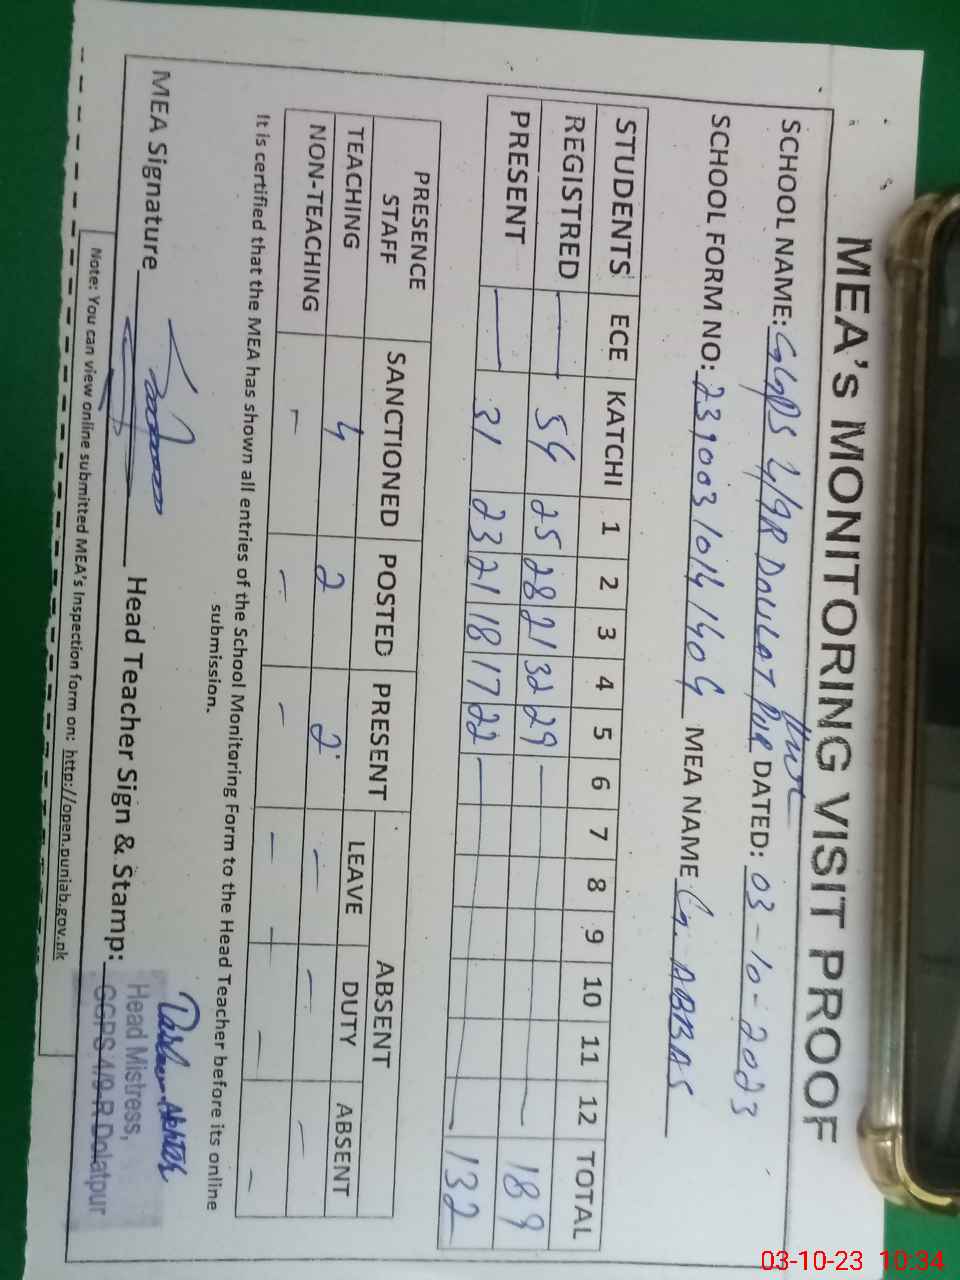 MEA's MONITORING VISIT PROOF
SCHOOL NAME: GGPS 4/9R DOULAT PUR DATED: 03-10-2023
SCHOOL FORM NO: MEA NAME G. ABBAS
STUDENTS ECE KATCHI 1 2 3 4 5 6 7 8 9 10 11 12 TOTAL
REGISTRED — 54 25 28 21 32 29 — 189
PRESENT — 31 23 21 18 17 22 — 132
PRESENCE STAFF SANCTIONED POSTED PRESENT ABSENT
LEAVE DUTY ABSENT
TEACHING 4 2 2 — — —
NON-TEACHING — — — — — —
It is certified that the MEA has shown all entries of the School Monitoring Form to the Head Teacher before its online
submission.
MEA Signature Head Teacher Sign & Stamp:
Head Mistress,
GGPS 4/9-R Dolatpur
Note: You can view online submitted MEA's Inspection form on: http://open.punjab.gov.pk
03-10-23 10:34